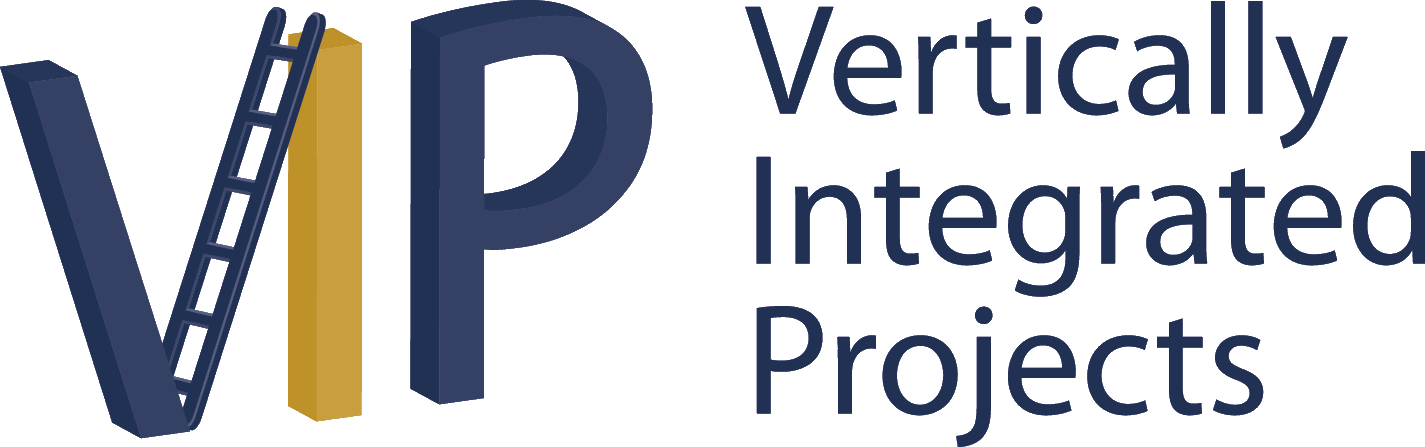 VIP
Vertically
Integrated
Projects